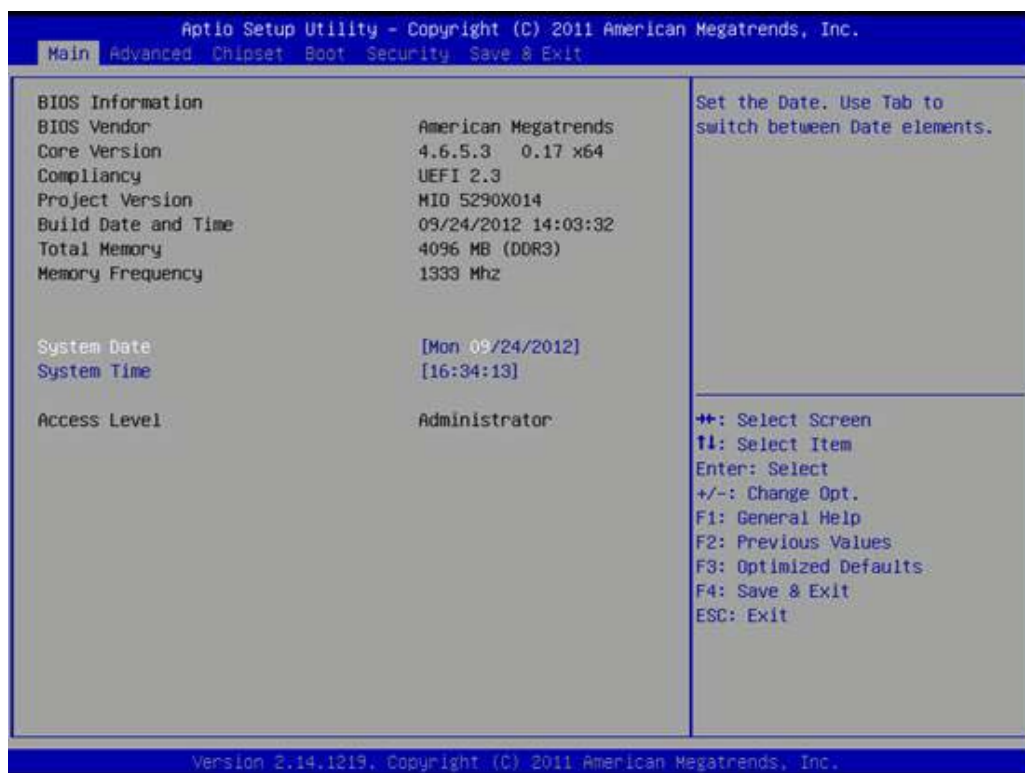 Aptio Setup Utility - Copyright (C) 2011 American Megatrends, Inc.
Main Advanced Chipset Boot Security Save & Exit
BIOS Information
BIOS Vendor American Megatrends
Core Version 4.6.5.3 0.17 x64
Compliancy UEFI 2.3
Project Version MIO 5290X014
Build Date and Time 09/24/2012 14:03:32
Total Memory 4096 MB (DDR3)
Memory Frequency 1333 Mhz
System Date [Mon 09/24/2012]
System Time [16:34:13]
Access Level Administrator
Set the Date. Use Tab to
switch between Date elements.
→←: Select Screen
↑↓: Select Item
Enter: Select
+/-: Change Opt.
F1: General Help
F2: Previous Values
F3: Optimized Defaults
F4: Save & Exit
ESC: Exit
Version 2.14.1219. Copyright (C) 2011 American Megatrends, Inc.